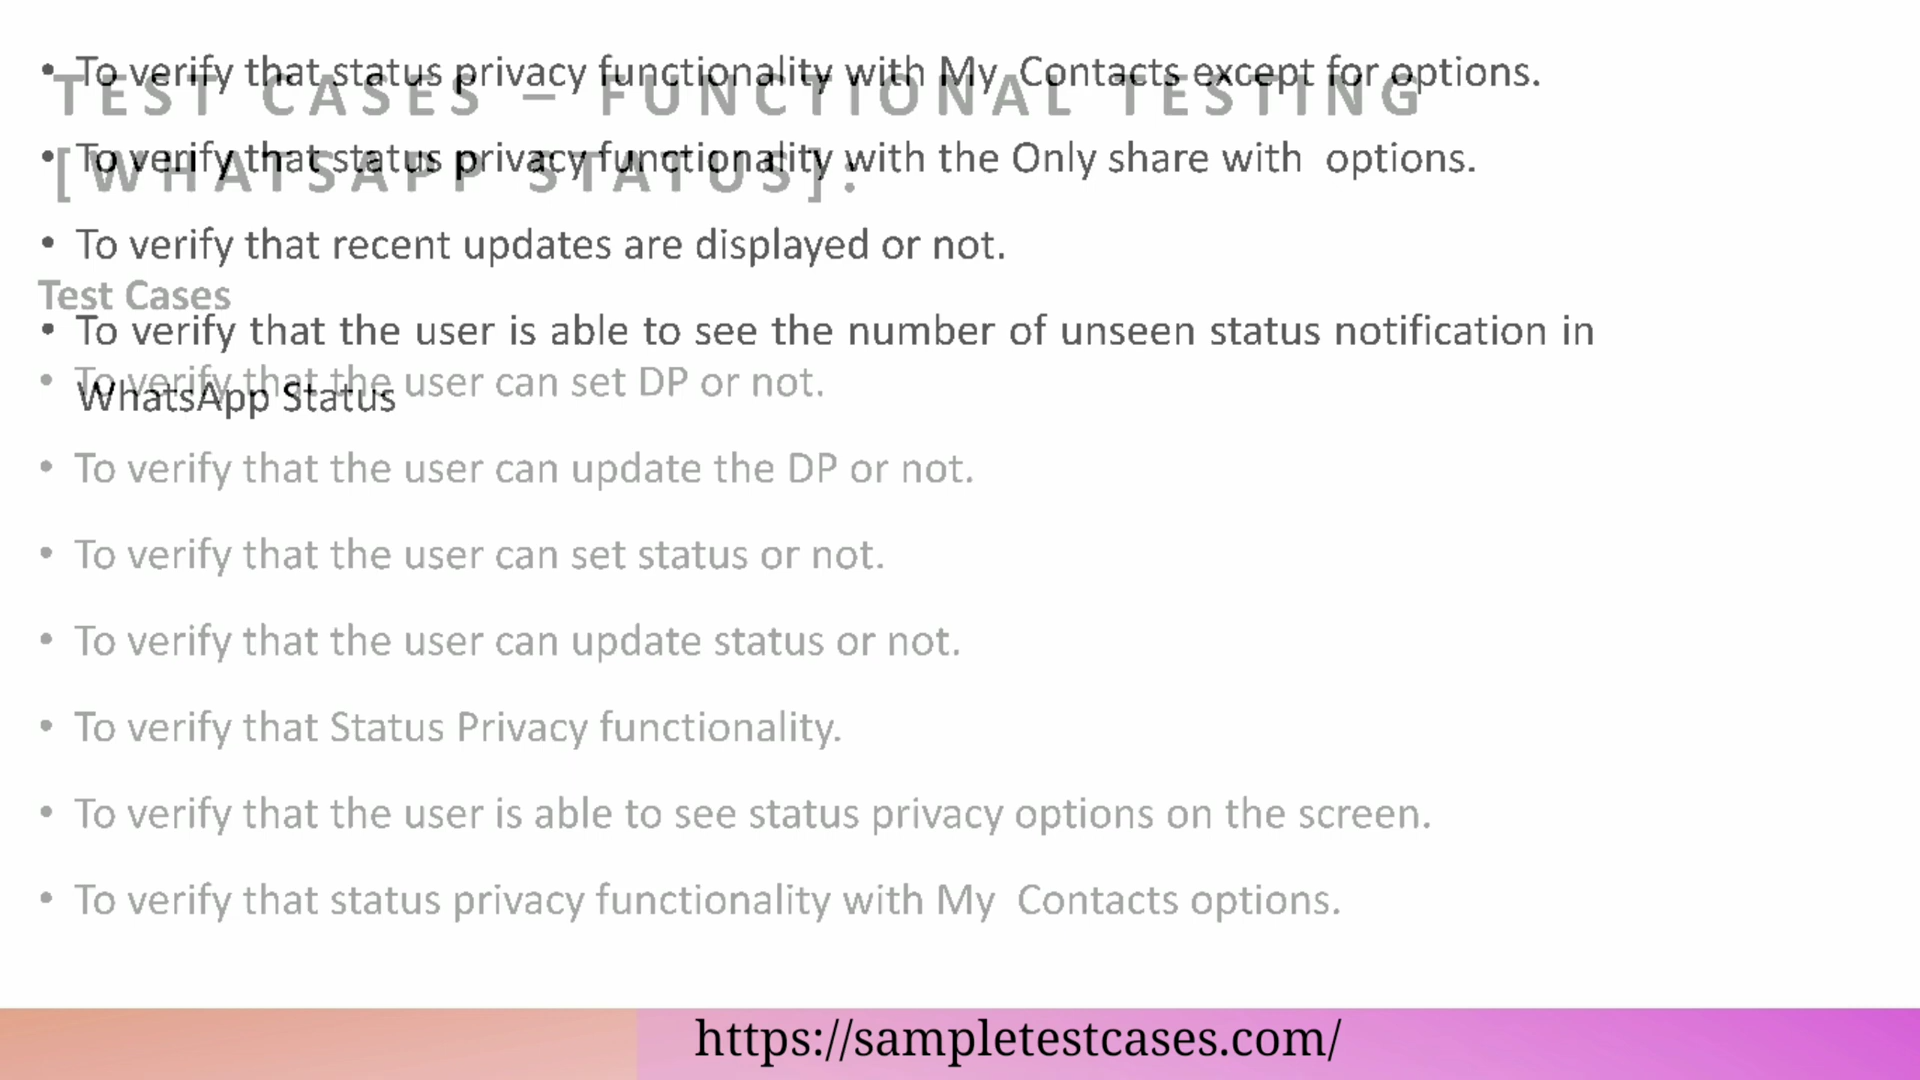 • To verify that status privacy functionality with My  Contacts except for options.
TEST CASES – FUNCTIONAL TESTING
• To verify that status privacy functionality with the Only share with  options.
[WHATSAPP STATUS]:
• To verify that recent updates are displayed or not.
Test Cases
• To verify that the user is able to see the number of unseen status notification in
• To verify that the user can set DP or not.
WhatsApp Status
• To verify that the user can update the DP or not.
• To verify that the user can set status or not.
• To verify that the user can update status or not.
• To verify that Status Privacy functionality.
• To verify that the user is able to see status privacy options on the screen.
• To verify that status privacy functionality with My  Contacts options.
https://sampletestcases.com/